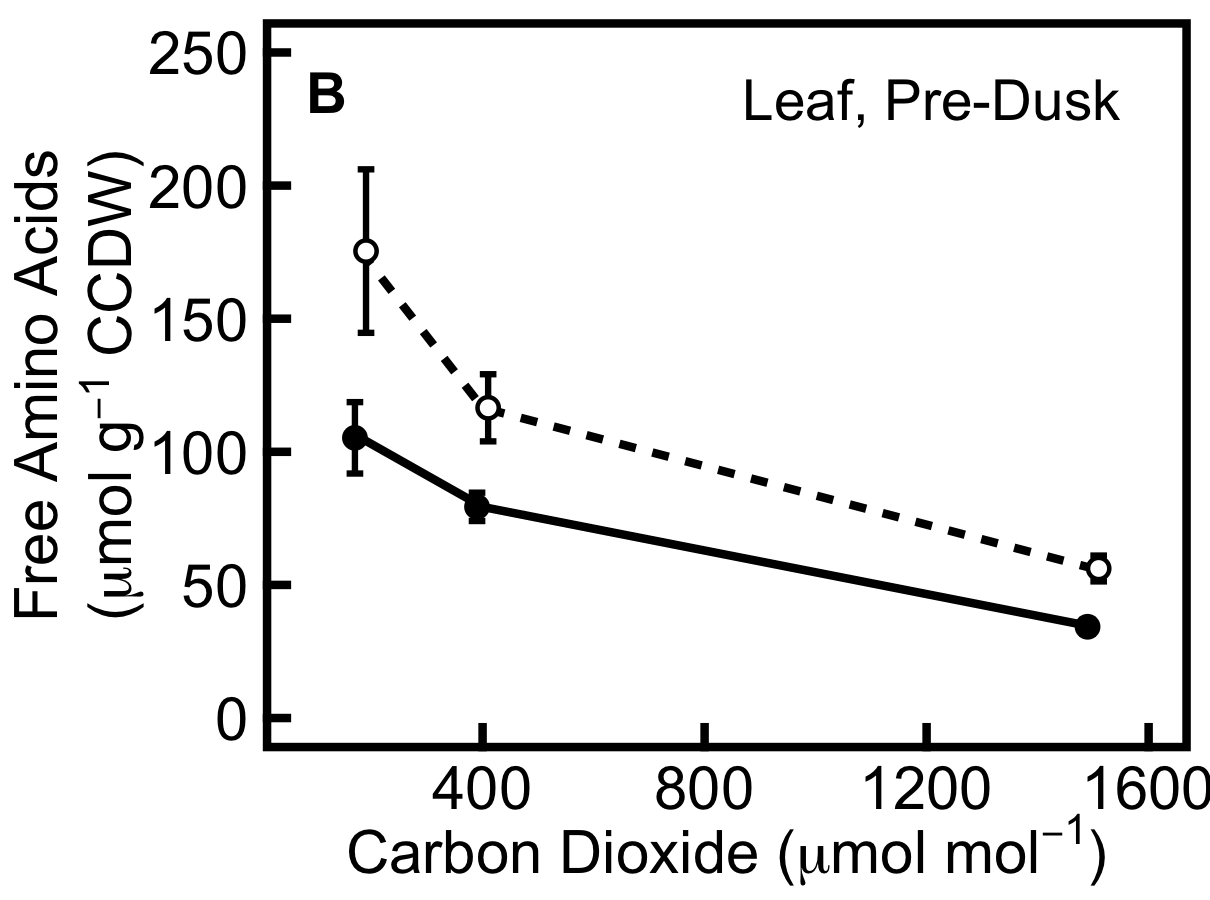 250
B
Leaf, Pre-Dusk
200
150
100
50
0
Free Amino Acids
(μmol g⁻¹ CCDW)
400 800 1200 1600
Carbon Dioxide (μmol mol⁻¹)